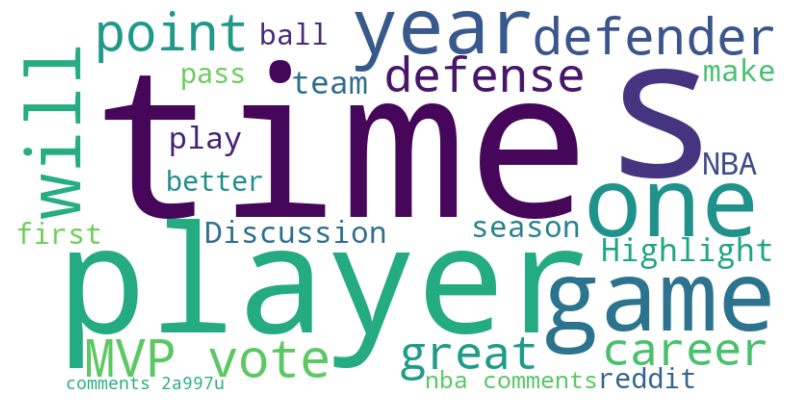 point
ball
year
defender
will
pass
team
defense
make
time
s
play
NBA
better
one
first
Discussion
season
Highlight
player
game
MVP vote
great
career
comments 2a997u
nba comments
reddit